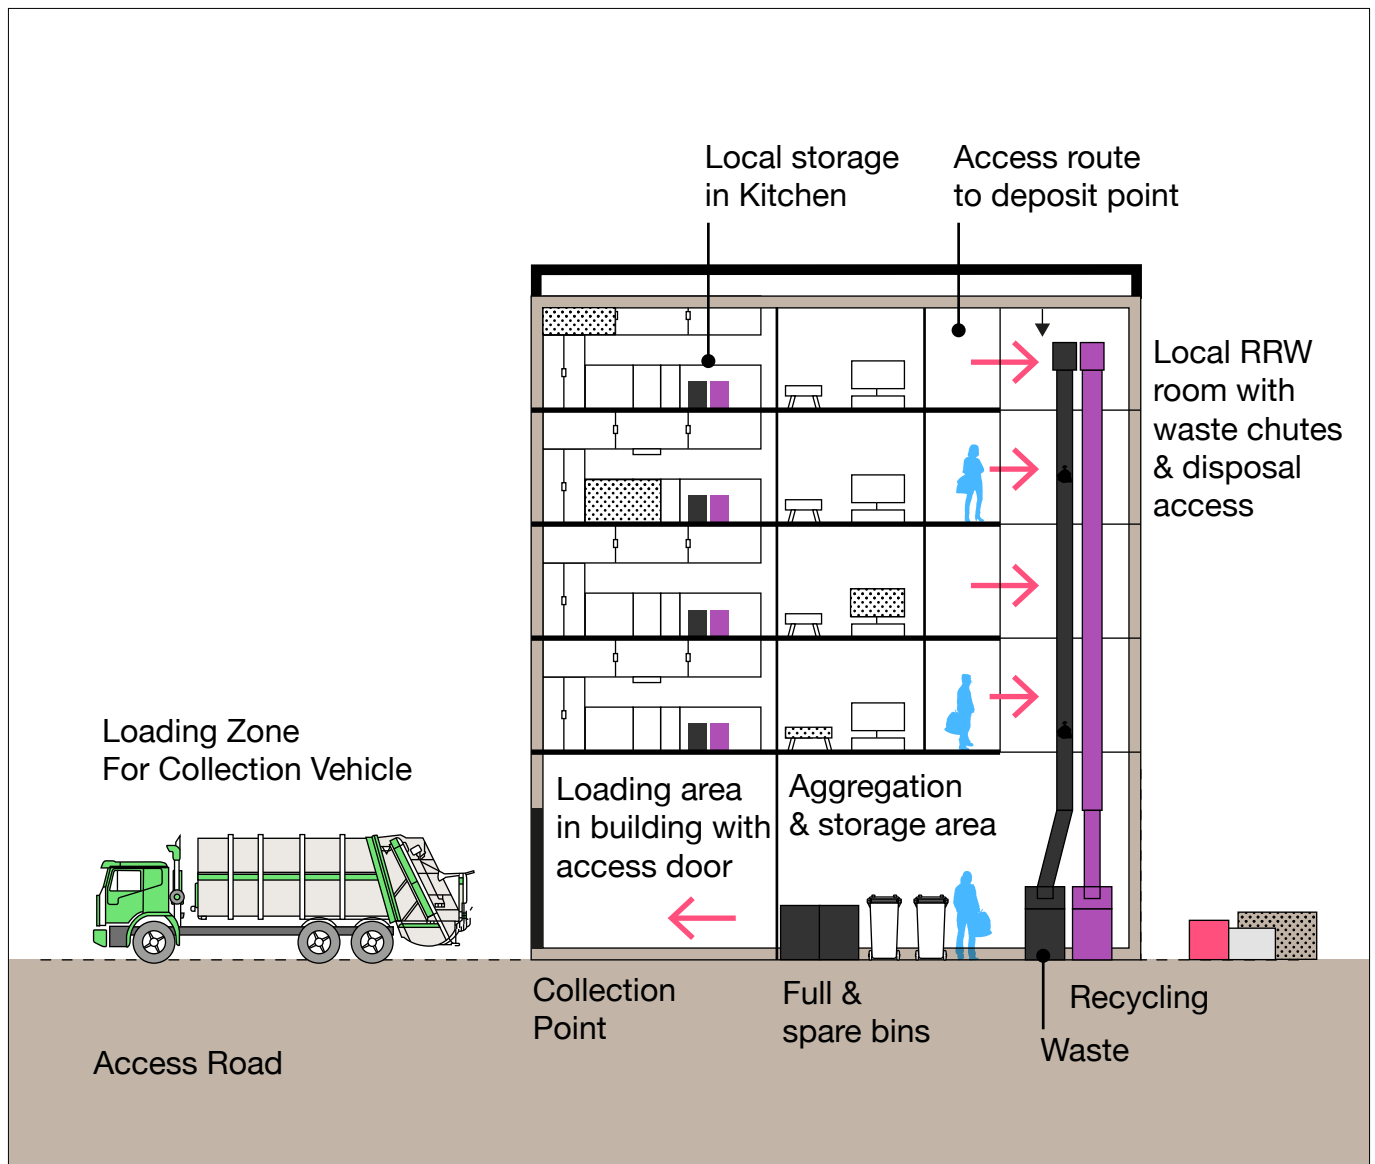 Local storage
in Kitchen
Access route
to deposit point
Local RRW
room with
waste chutes
& disposal
access
Loading Zone
For Collection Vehicle
Loading area
in building with
access door
Aggregation
& storage area
Collection
Point
Full &
spare bins
Recycling
Waste
Access Road